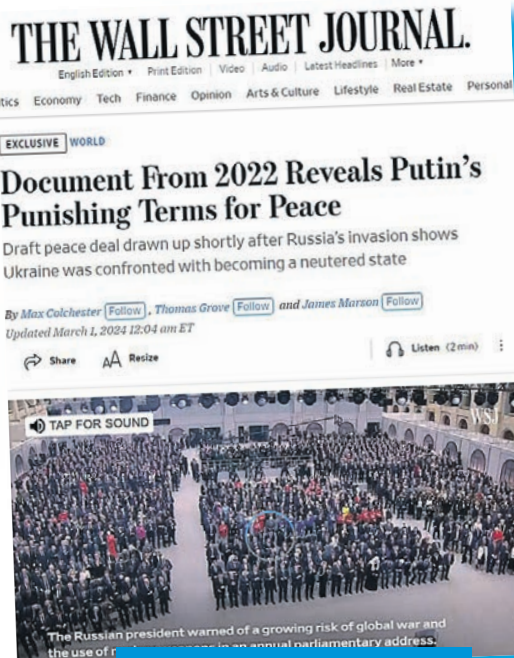 THE WALL STREET JOURNAL.
English Edition Print Edition Video Audio Latest Headlines More
tics Economy Tech Finance Opinion Arts & Culture Lifestyle Real Estate Personal
EXCLUSIVE WORLD
Document From 2022 Reveals Putin's
Punishing Terms for Peace
Draft peace deal drawn up shortly after Russia's invasion shows
Ukraine was confronted with becoming a neutered state
By Max Colchester Follow, Thomas Grove Follow and James Marson Follow
Updated March 1, 2024 12:04 am ET
Share AA Resize Listen (2 min)
TAP FOR SOUND
WSJ
The Russian president warned of a growing risk of global war and
the use of in an annual parliamentary address.